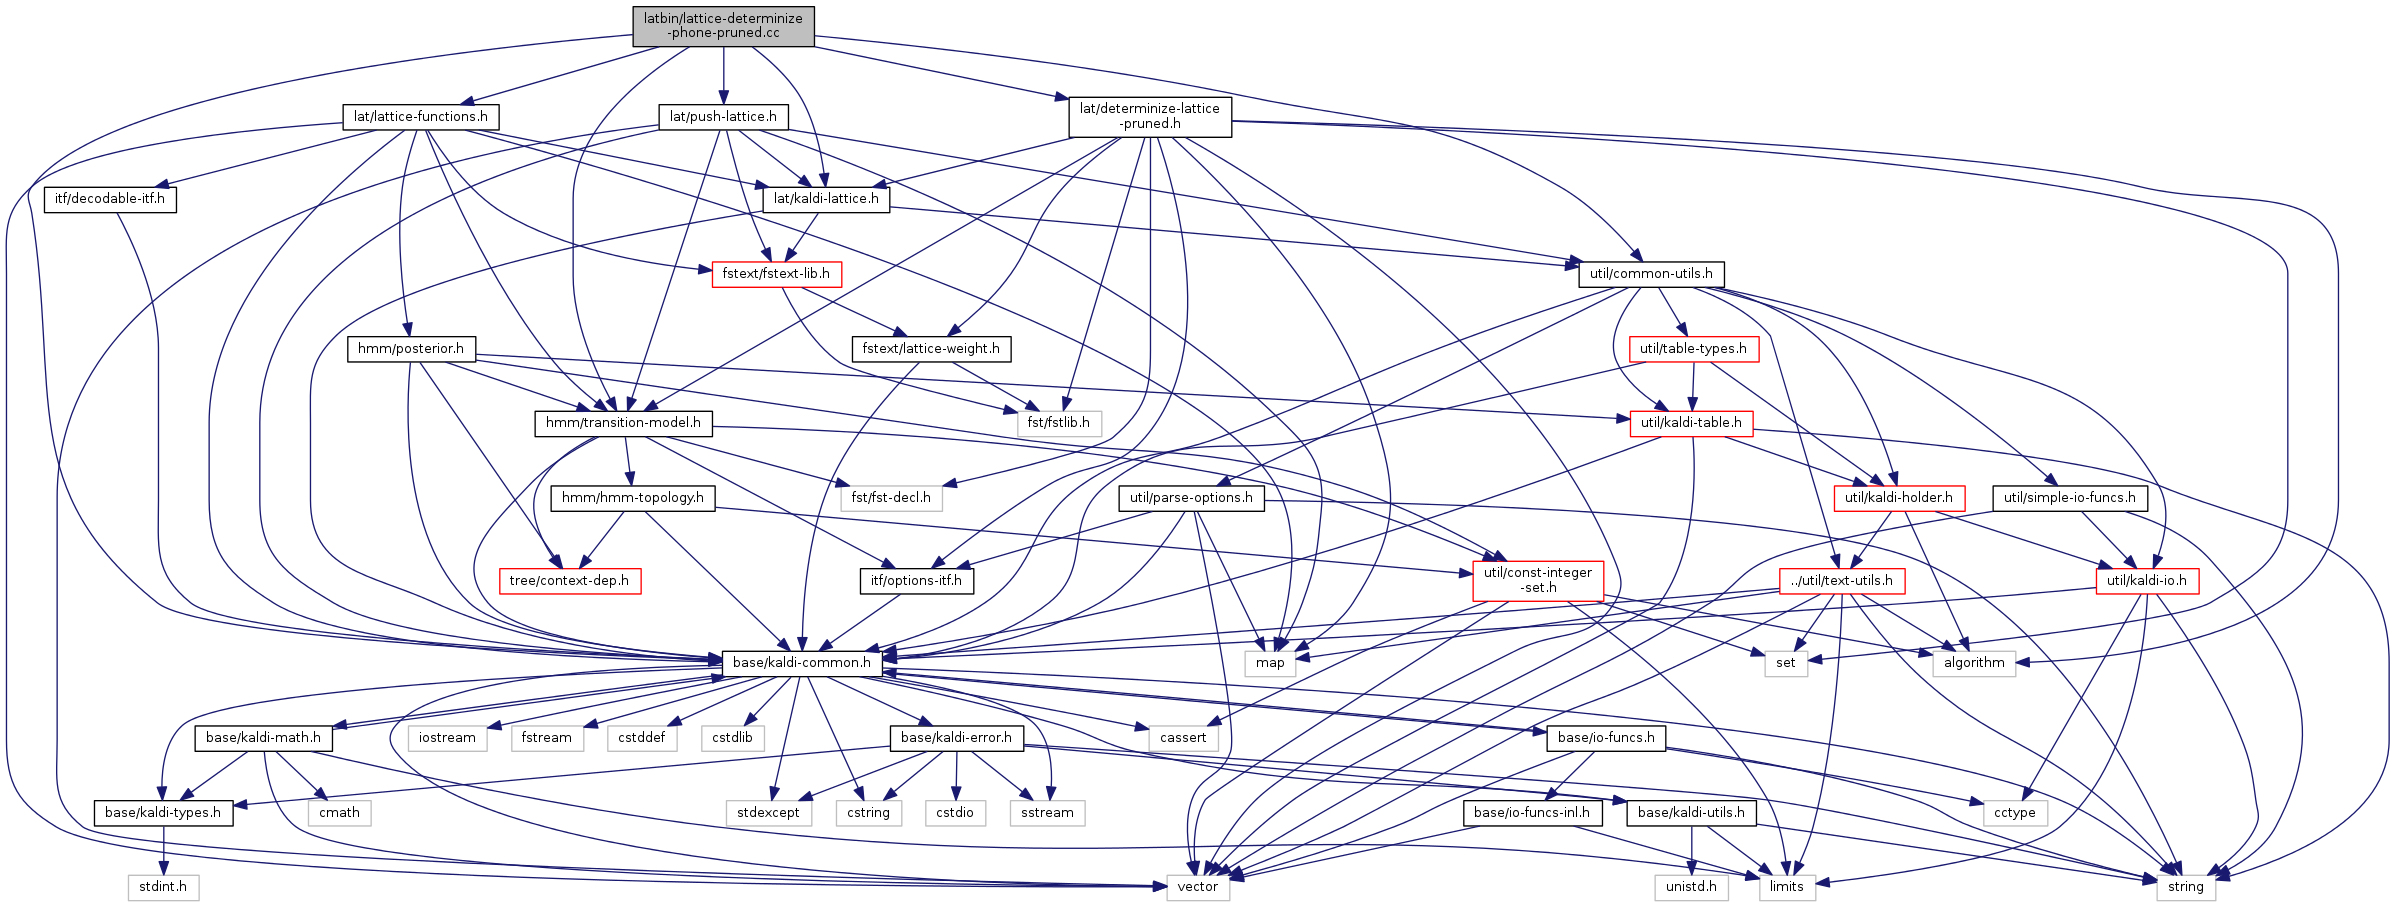 latbin/lattice-determinize
-phone-pruned.cc
lat/lattice-functions.h
lat/push-lattice.h
lat/determinize-lattice
-pruned.h
itf/decodable-itf.h
lat/kaldi-lattice.h
fstext/fstext-lib.h
util/common-utils.h
hmm/posterior.h
fstext/lattice-weight.h
util/table-types.h
hmm/transition-model.h
fst/fstlib.h
util/kaldi-table.h
hmm/hmm-topology.h
fst/fst-decl.h
util/parse-options.h
util/kaldi-holder.h
util/simple-io-funcs.h
tree/context-dep.h
itf/options-itf.h
util/const-integer
-set.h
../util/text-utils.h
util/kaldi-io.h
base/kaldi-common.h
map
set
algorithm
base/kaldi-math.h
iostream
fstream
cstddef
cstdlib
base/kaldi-error.h
cassert
base/io-funcs.h
base/kaldi-types.h
cmath
stdexcept
cstring
cstdio
sstream
base/io-funcs-inl.h
base/kaldi-utils.h
cctype
stdint.h
vector
unistd.h
limits
string